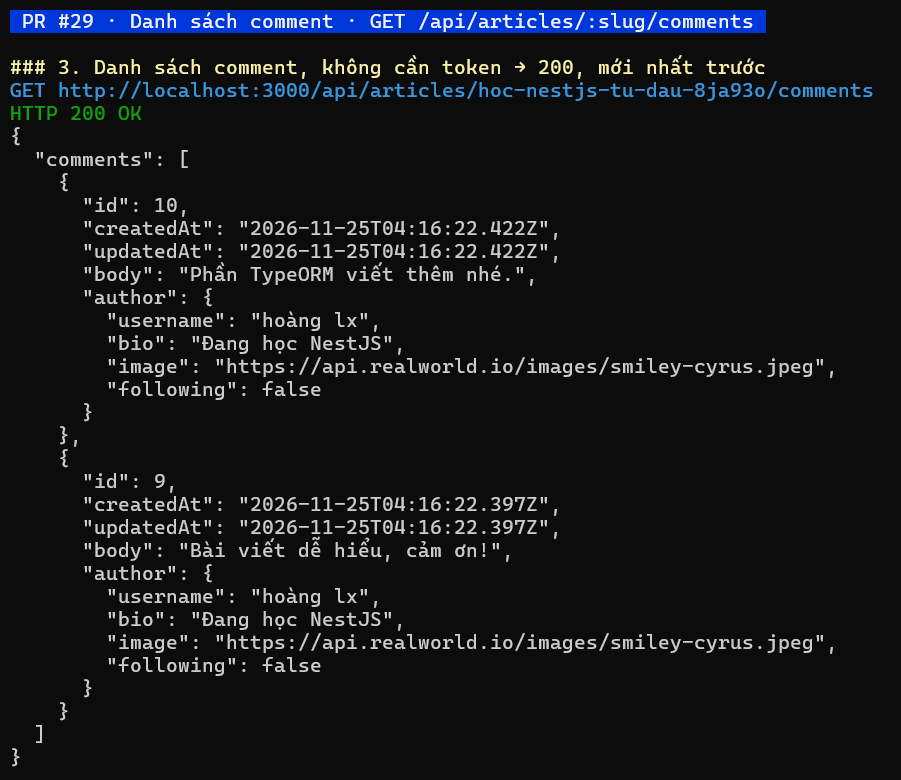 PR #29 · Danh sách comment · GET /api/articles/:slug/comments
### 3. Danh sách comment, không cần token → 200, mới nhất trước
GET http://localhost:3000/api/articles/hoc-nestjs-tu-dau-8ja93o/comments
HTTP 200 OK
{
  "comments": [
    {
      "id": 10,
      "createdAt": "2026-11-25T04:16:22.422Z",
      "updatedAt": "2026-11-25T04:16:22.422Z",
      "body": "Phần TypeORM viết thêm nhé.",
      "author": {
        "username": "hoàng lx",
        "bio": "Đang học NestJS",
        "image": "https://api.realworld.io/images/smiley-cyrus.jpeg",
        "following": false
      }
    },
    {
      "id": 9,
      "createdAt": "2026-11-25T04:16:22.397Z",
      "updatedAt": "2026-11-25T04:16:22.397Z",
      "body": "Bài viết dễ hiểu, cảm ơn!",
      "author": {
        "username": "hoàng lx",
        "bio": "Đang học NestJS",
        "image": "https://api.realworld.io/images/smiley-cyrus.jpeg",
        "following": false
      }
    }
  ]
}